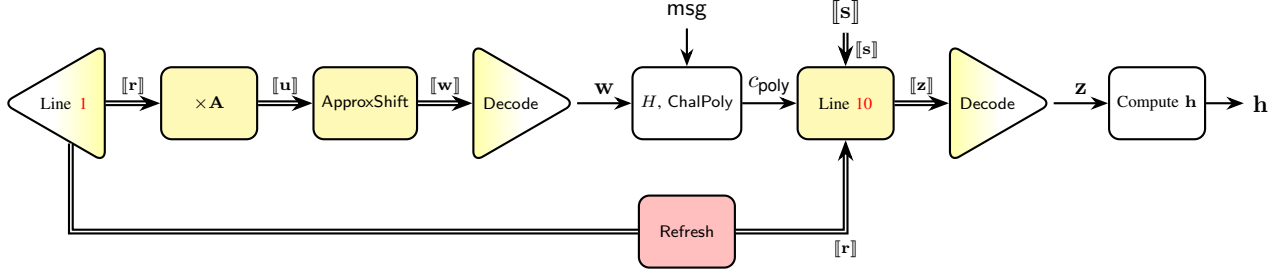 msg
⟦s⟧
⟦s⟧
Line 1
⟦r⟧
×A
⟦u⟧
ApproxShift
⟦w⟧
Decode
w
H, ChalPoly
c_poly
Line 10
⟦z⟧
Decode
z
Compute h
h
Refresh
⟦r⟧